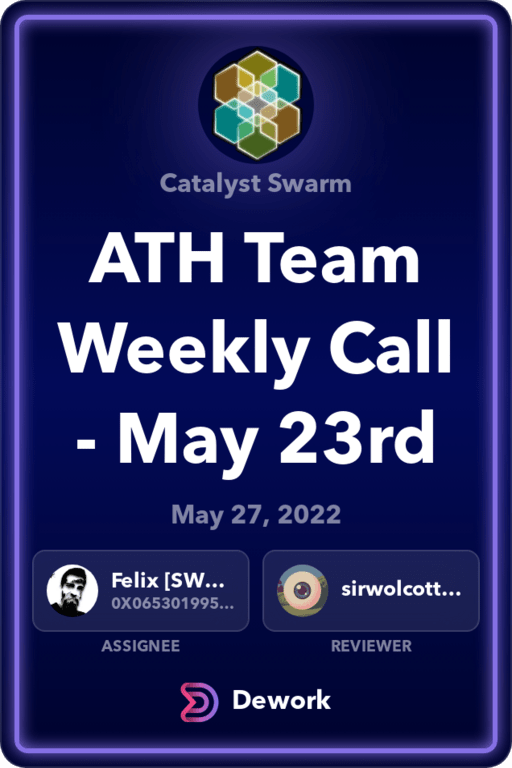 Catalyst Swarm
ATH Team
Weekly Call
- May 23rd
May 27, 2022
Felix [SW...
0X065301995...
sirwolcott...
ASSIGNEE
REVIEWER
Dework